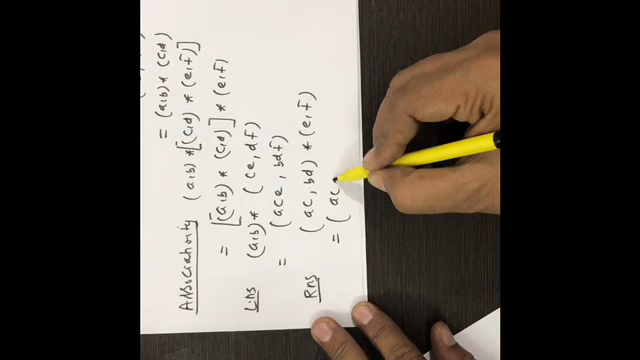 = (a,b) * (c,d)
Associativity (a,b) * [(c,d) * (e,f)]
= [(a,b) * (c,d)] * (e,f)
LHS (a,b) * (ce, df)
= (ace, bdf)
RHS (ac, bd) * (e,f)
= (ac